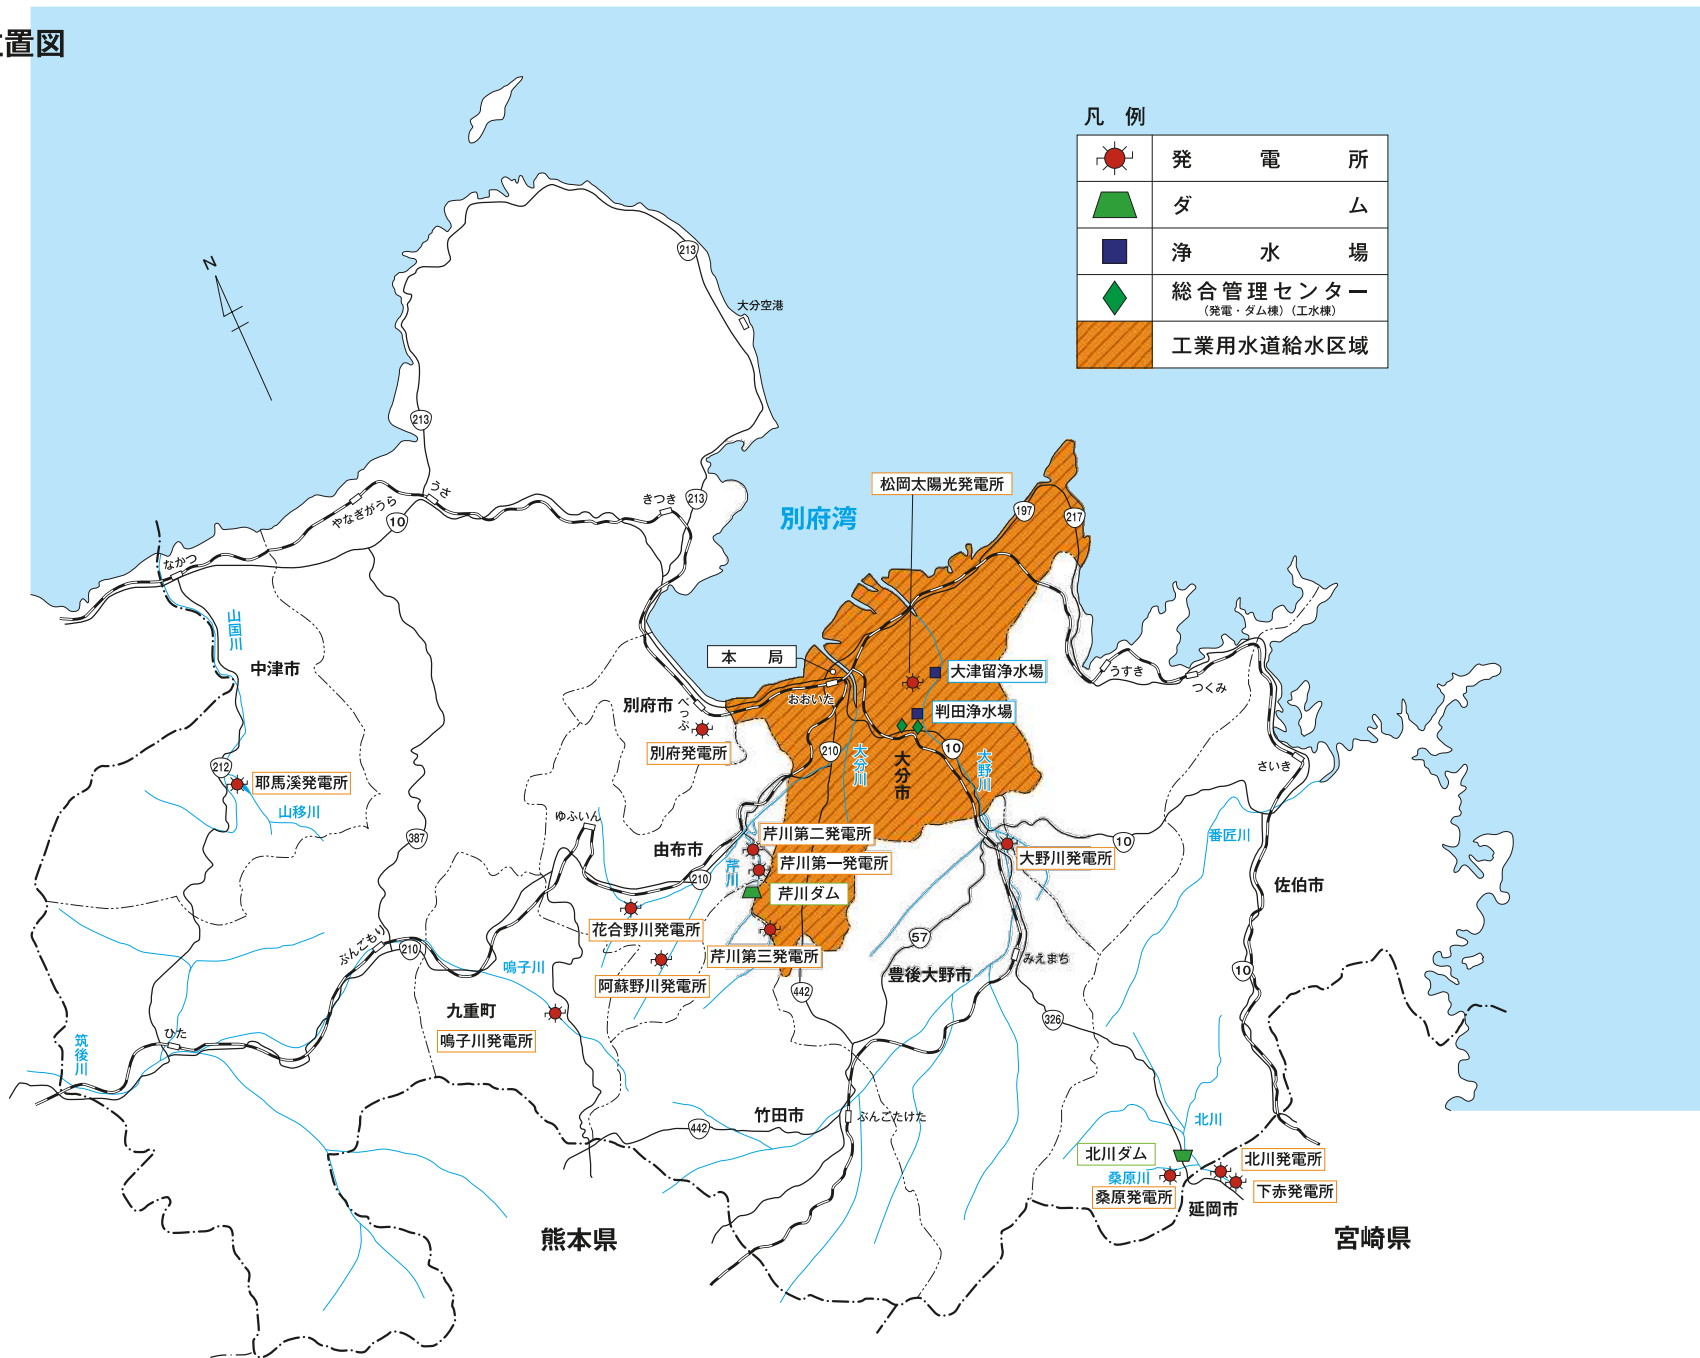 置図
凡 例
発 電 所
ダ ム
浄 水 場
総合管理センター
(発電・ダム棟)(工水棟)
工業用水道給水区域
N
213
大分空港
213
うさ
やなぎがうら
10
きつき
213
なかつ
別府湾
松岡太陽光発電所
197
217
山国川
中津市
本 局
大津留浄水場
うすき
つくみ
別府市
べっぷ
おおいた
判田浄水場
別府発電所
210
大分川
大分市
10
大野川
さいき
212
耶馬溪発電所
山移川
387
ゆふいん
由布市
芹川第二発電所
芹川第一発電所
大野川発電所
10
番匠川
210
芹川
芹川ダム
佐伯市
花合野川発電所
芹川第三発電所
57
ぶんごもり
210
鳴子川
阿蘇野川発電所
豊後大野市
みえまち
10
442
九重町
鳴子川発電所
326
ひた
筑後川
442
竹田市
ぶんごたけた
北川
北川ダム
北川発電所
桑原川
桑原発電所
下赤発電所
延岡市
熊本県
宮崎県